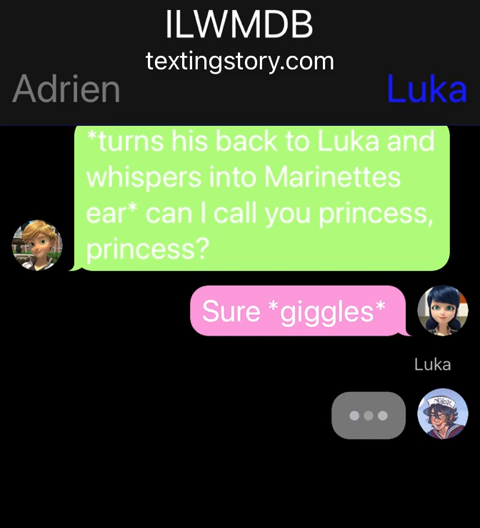 ILWMDB
textingstory.com
Adrien
Luka
*turns his back to Luka and
whispers into Marinettes
ear* can I call you princess,
princess?
Sure *giggles*
Luka